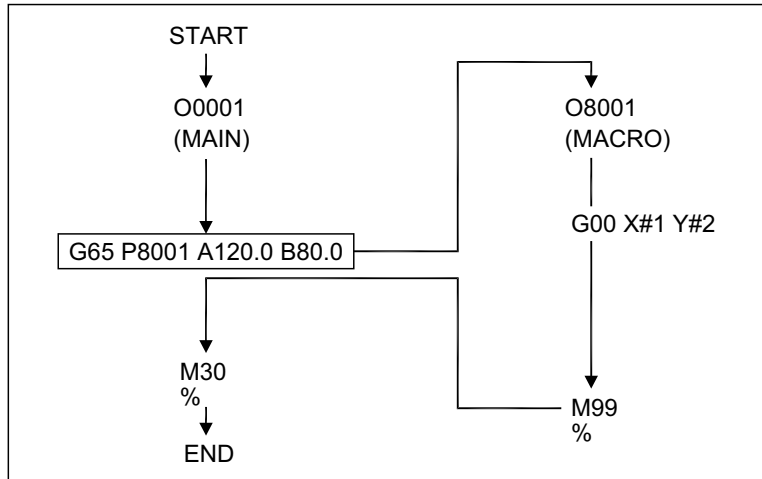 START
O0001
(MAIN)
G65 P8001 A120.0 B80.0
O8001
(MACRO)
G00 X#1 Y#2
M99
%
M30
%
END